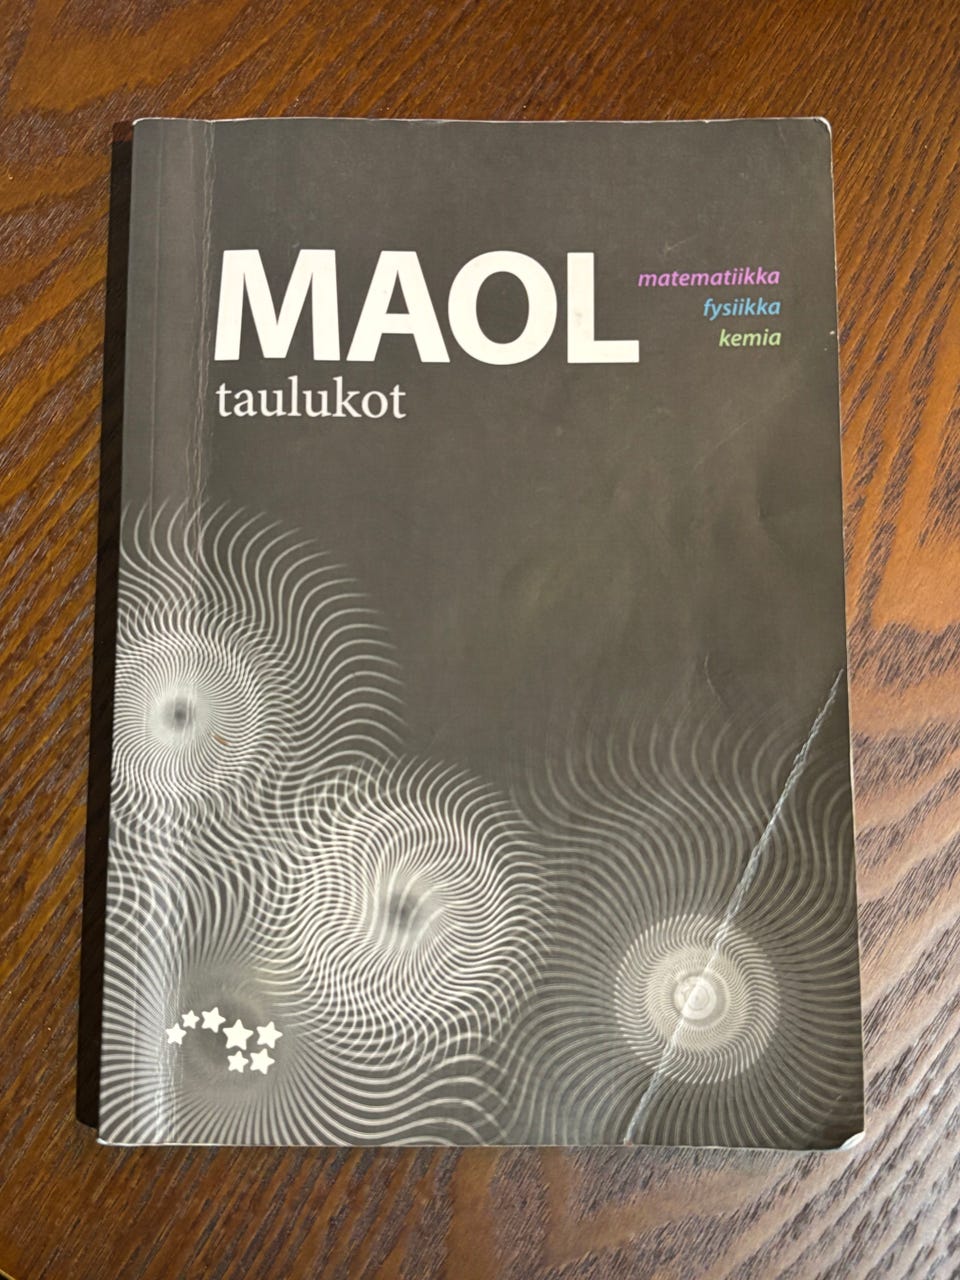 MAOL
taulukot
matematiikka
fysiikka
kemia